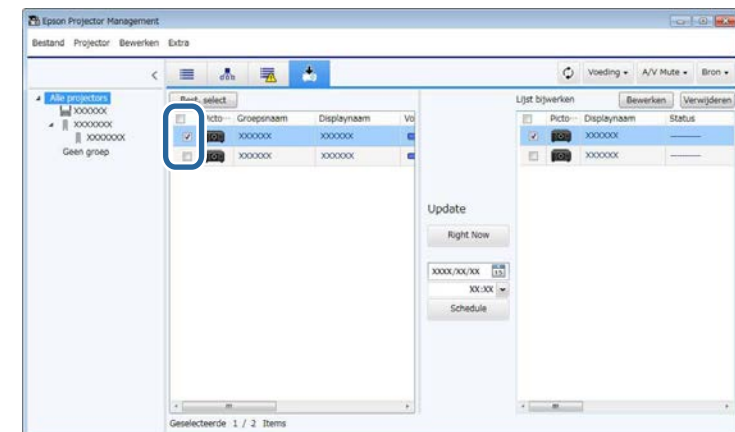 Epson Projector Management
Bestand Projector Bewerken Extra
Voeding A/V Mute Bron
Alle projectors
XXXXXX
XXXXXXX
XXXXXXX
Geen groep
Best. select
Picto··· Groepsnaam Displaynaam Vo
XXXXXX XXXXXX
XXXXXX XXXXXX
Update
Right Now
XXXX/XX/XX 15
XX:XX
Schedule
Lijst bijwerken Bewerken Verwijderen
Picto··· Displaynaam Status
XXXXXX
XXXXXX
Geselecteerde 1 / 2 Items